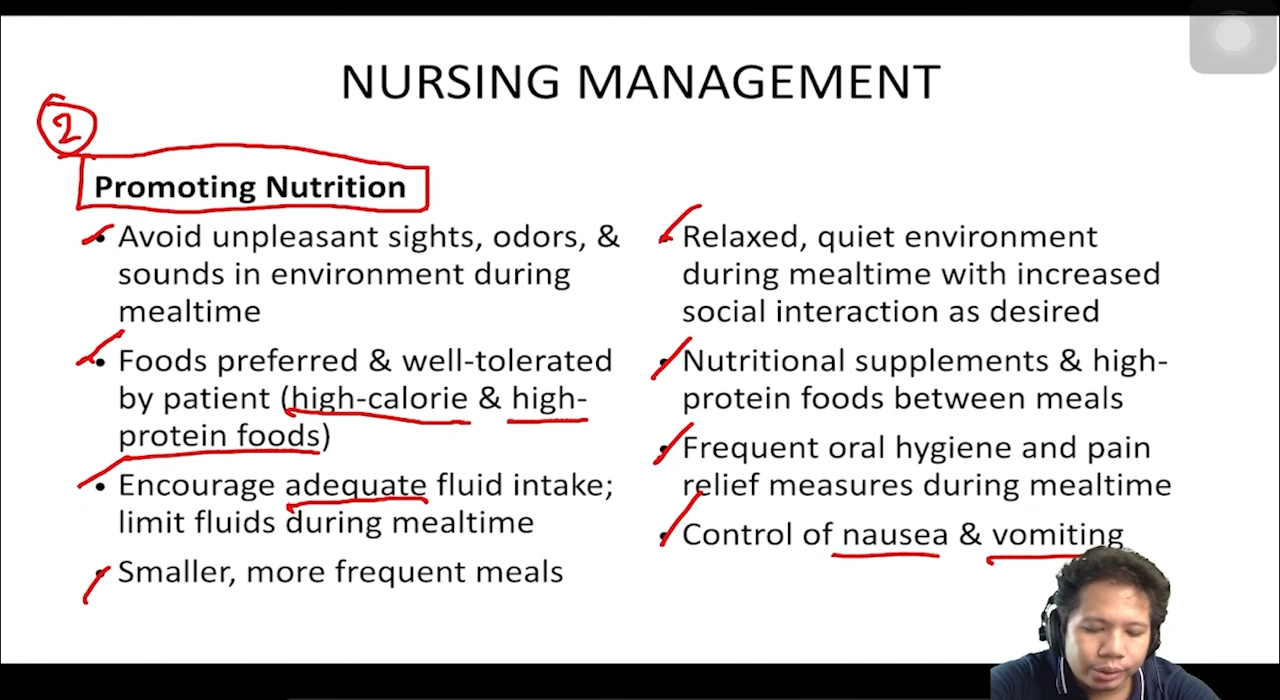 NURSING MANAGEMENT
2
Promoting Nutrition
• Avoid unpleasant sights, odors, &
sounds in environment during
mealtime
• Foods preferred & well-tolerated
by patient (high-calorie & high-
protein foods)
• Encourage adequate fluid intake;
limit fluids during mealtime
• Smaller, more frequent meals
• Relaxed, quiet environment
during mealtime with increased
social interaction as desired
• Nutritional supplements & high-
protein foods between meals
• Frequent oral hygiene and pain
relief measures during mealtime
• Control of nausea & vomiting